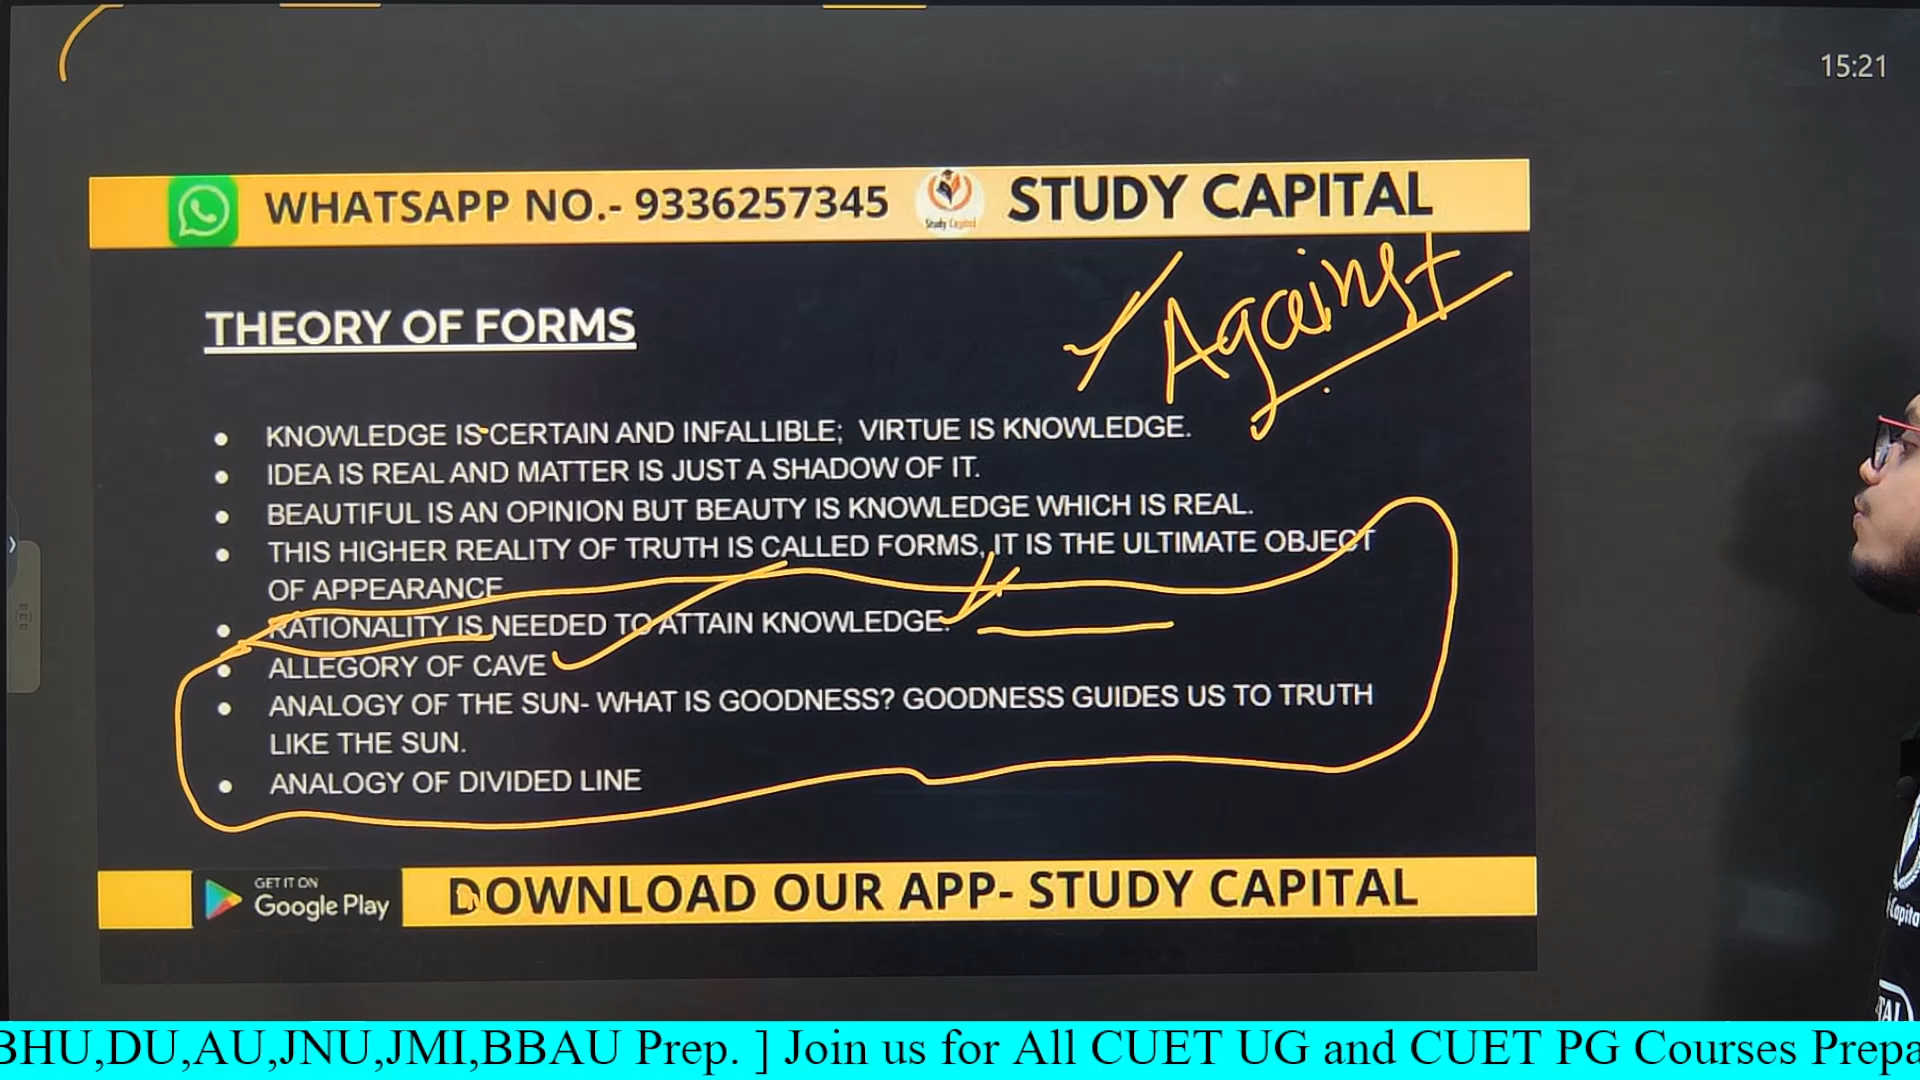 15:21
WHATSAPP NO.- 9336257345
Study Capital
STUDY CAPITAL
Against
THEORY OF FORMS
● KNOWLEDGE IS CERTAIN AND INFALLIBLE; VIRTUE IS KNOWLEDGE.
● IDEA IS REAL AND MATTER IS JUST A SHADOW OF IT.
● BEAUTIFUL IS AN OPINION BUT BEAUTY IS KNOWLEDGE WHICH IS REAL.
● THIS HIGHER REALITY OF TRUTH IS CALLED FORMS, IT IS THE ULTIMATE OBJECT
OF APPEARANCE
● RATIONALITY IS NEEDED TO ATTAIN KNOWLEDGE.
● ALLEGORY OF CAVE
● ANALOGY OF THE SUN- WHAT IS GOODNESS? GOODNESS GUIDES US TO TRUTH
LIKE THE SUN.
● ANALOGY OF DIVIDED LINE
GET IT ON
Google Play
DOWNLOAD OUR APP- STUDY CAPITAL
BHU,DU,AU,JNU,JMI,BBAU Prep. ] Join us for All CUET UG and CUET PG Courses Prepa